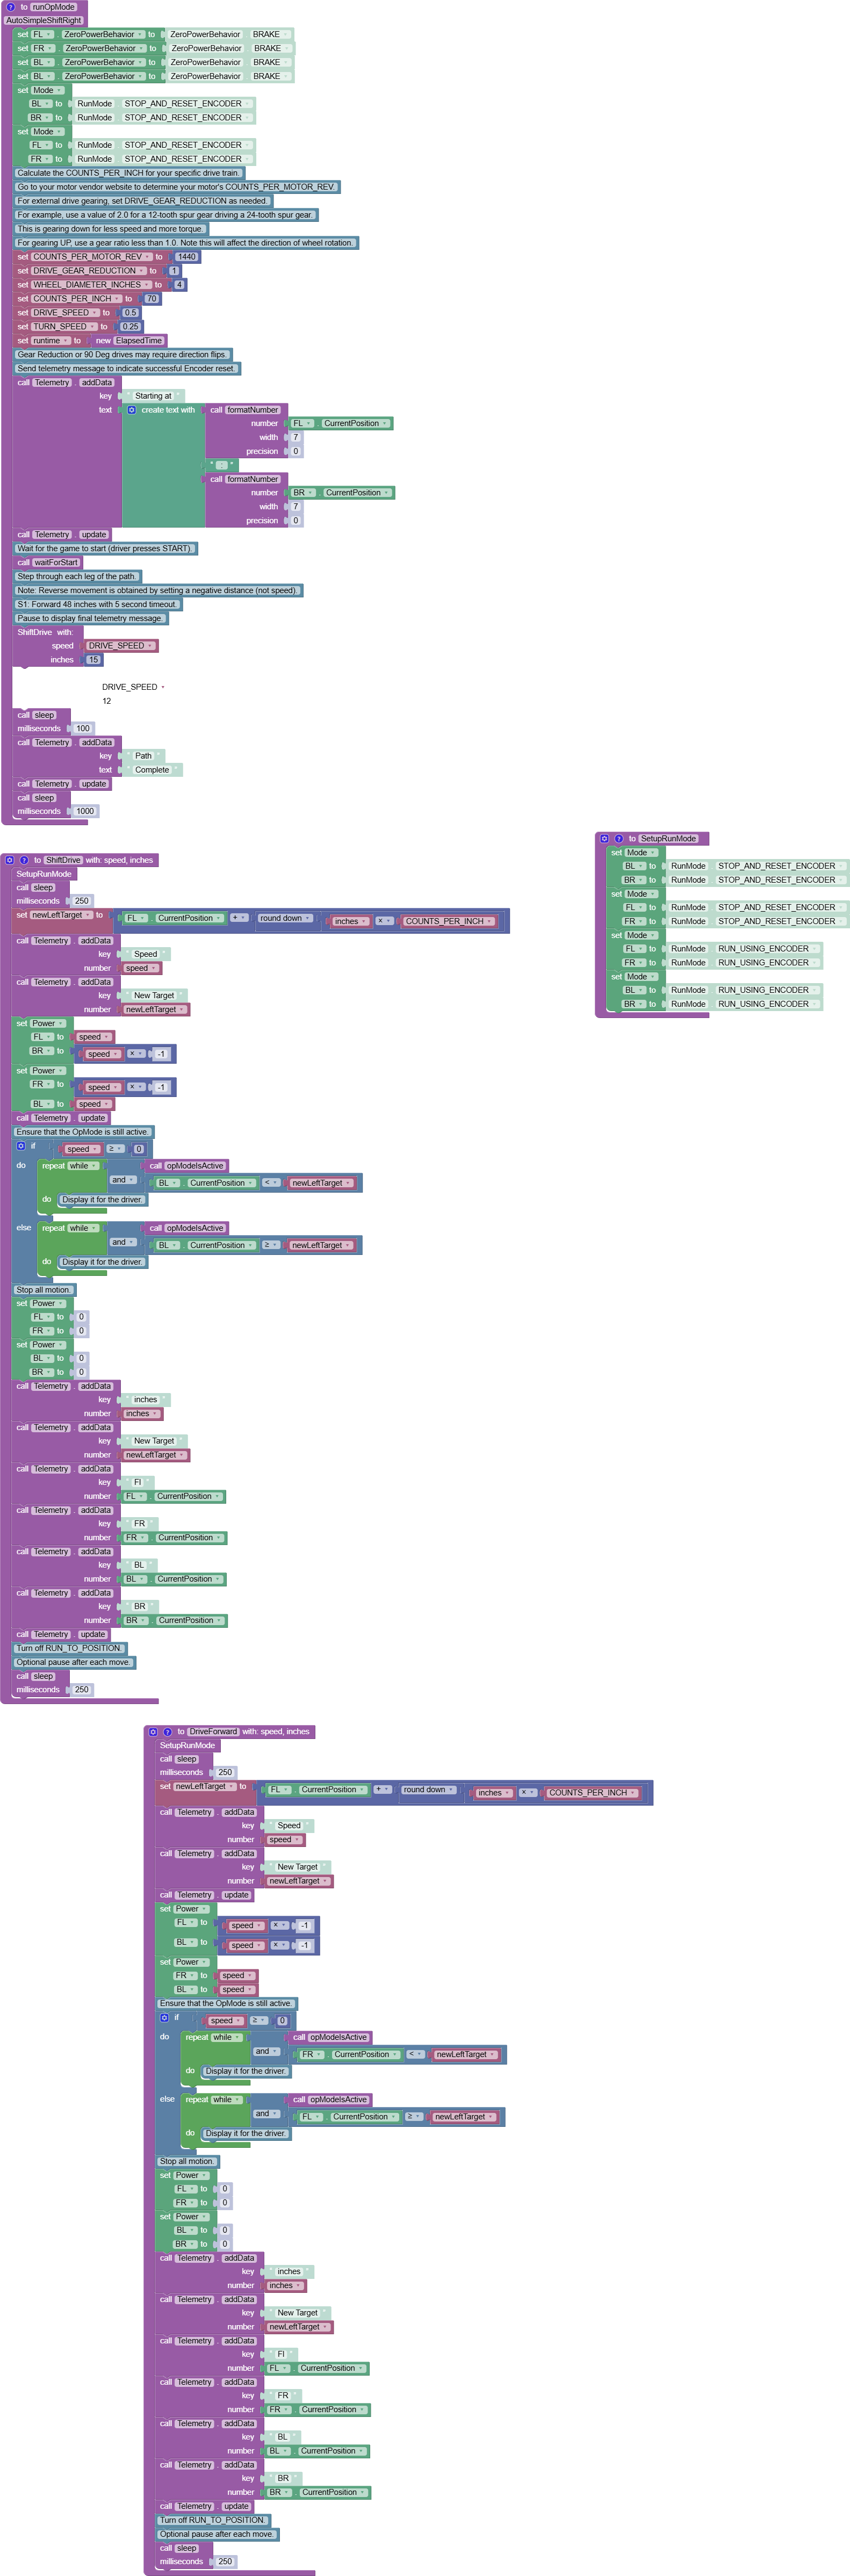 to runOpMode
AutoSimpleShiftRight
set FL . ZeroPowerBehavior to ZeroPowerBehavior . BRAKE
set FR . ZeroPowerBehavior to ZeroPowerBehavior . BRAKE
set BL . ZeroPowerBehavior to ZeroPowerBehavior . BRAKE
set BL . ZeroPowerBehavior to ZeroPowerBehavior . BRAKE
set Mode
BL to RunMode . STOP_AND_RESET_ENCODER
BR to RunMode . STOP_AND_RESET_ENCODER
set Mode
FL to RunMode . STOP_AND_RESET_ENCODER
FR to RunMode . STOP_AND_RESET_ENCODER
Calculate the COUNTS_PER_INCH for your specific drive train.
Go to your motor vendor website to determine your motor's COUNTS_PER_MOTOR_REV.
For external drive gearing, set DRIVE_GEAR_REDUCTION as needed.
For example, use a value of 2.0 for a 12-tooth spur gear driving a 24-tooth spur gear.
This is gearing down for less speed and more torque.
For gearing UP, use a gear ratio less than 1.0. Note this will affect the direction of wheel rotation.
set COUNTS_PER_MOTOR_REV to 1440
set DRIVE_GEAR_REDUCTION to 1
set WHEEL_DIAMETER_INCHES to 4
set COUNTS_PER_INCH to 70
set DRIVE_SPEED to 0.5
set TURN_SPEED to 0.25
set runtime to new ElapsedTime
Gear Reduction or 90 Deg drives may require direction flips.
Send telemetry message to indicate successful Encoder reset.
call Telemetry . addData
key " Starting at "
text create text with call formatNumber
number FL . CurrentPosition
width 7
precision 0
" : "
call formatNumber
number BR . CurrentPosition
width 7
precision 0
call Telemetry . update
Wait for the game to start (driver presses START).
call waitForStart
Step through each leg of the path.
Note: Reverse movement is obtained by setting a negative distance (not speed).
S1: Forward 48 inches with 5 second timeout.
Pause to display final telemetry message.
ShiftDrive with:
speed DRIVE_SPEED
inches 15
DRIVE_SPEED
12
call sleep
milliseconds 100
call Telemetry . addData
key " Path "
text " Complete "
call Telemetry . update
call sleep
milliseconds 1000
to SetupRunMode
set Mode
BL to RunMode . STOP_AND_RESET_ENCODER
BR to RunMode . STOP_AND_RESET_ENCODER
set Mode
FL to RunMode . STOP_AND_RESET_ENCODER
FR to RunMode . STOP_AND_RESET_ENCODER
set Mode
FL to RunMode . RUN_USING_ENCODER
FR to RunMode . RUN_USING_ENCODER
set Mode
BL to RunMode . RUN_USING_ENCODER
BR to RunMode . RUN_USING_ENCODER
to ShiftDrive with: speed, inches
SetupRunMode
call sleep
milliseconds 250
set newLeftTarget to FL . CurrentPosition + round down inches × COUNTS_PER_INCH
call Telemetry . addData
key " Speed "
number speed
call Telemetry . addData
key " New Target "
number newLeftTarget
set Power
FL to speed
BR to speed × -1
set Power
FR to speed × -1
BL to speed
call Telemetry . update
Ensure that the OpMode is still active.
if speed ≥ 0
do repeat while call opModeIsActive
and BL . CurrentPosition < newLeftTarget
do Display it for the driver.
else repeat while call opModeIsActive
and BL . CurrentPosition ≥ newLeftTarget
do Display it for the driver.
Stop all motion.
set Power
FL to 0
FR to 0
set Power
BL to 0
BR to 0
call Telemetry . addData
key " inches "
number inches
call Telemetry . addData
key " New Target "
number newLeftTarget
call Telemetry . addData
key " Fl "
number FL . CurrentPosition
call Telemetry . addData
key " FR "
number FR . CurrentPosition
call Telemetry . addData
key " BL "
number BL . CurrentPosition
call Telemetry . addData
key " BR "
number BR . CurrentPosition
call Telemetry . update
Turn off RUN_TO_POSITION.
Optional pause after each move.
call sleep
milliseconds 250
to DriveForward with: speed, inches
SetupRunMode
call sleep
milliseconds 250
set newLeftTarget to FL . CurrentPosition + round down inches × COUNTS_PER_INCH
call Telemetry . addData
key " Speed "
number speed
call Telemetry . addData
key " New Target "
number newLeftTarget
call Telemetry . update
set Power
FL to speed × -1
BL to speed × -1
set Power
FR to speed
BL to speed
Ensure that the OpMode is still active.
if speed ≥ 0
do repeat while call opModeIsActive
and FR . CurrentPosition < newLeftTarget
do Display it for the driver.
else repeat while call opModeIsActive
and FL . CurrentPosition ≥ newLeftTarget
do Display it for the driver.
Stop all motion.
set Power
FL to 0
FR to 0
set Power
BL to 0
BR to 0
call Telemetry . addData
key " inches "
number inches
call Telemetry . addData
key " New Target "
number newLeftTarget
call Telemetry . addData
key " Fl "
number FL . CurrentPosition
call Telemetry . addData
key " FR "
number FR . CurrentPosition
call Telemetry . addData
key " BL "
number BL . CurrentPosition
call Telemetry . addData
key " BR "
number BR . CurrentPosition
call Telemetry . update
Turn off RUN_TO_POSITION.
Optional pause after each move.
call sleep
milliseconds 250